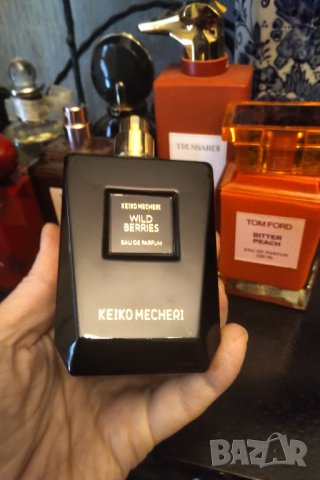 TRUSSARDI
TOM FORD
BITTER
PEACH
EAU DE PARFUM
KEIKO MECHERI
WILD
BERRIES
EAU DE PARFUM
KEIKO MECHERI
BAZAR